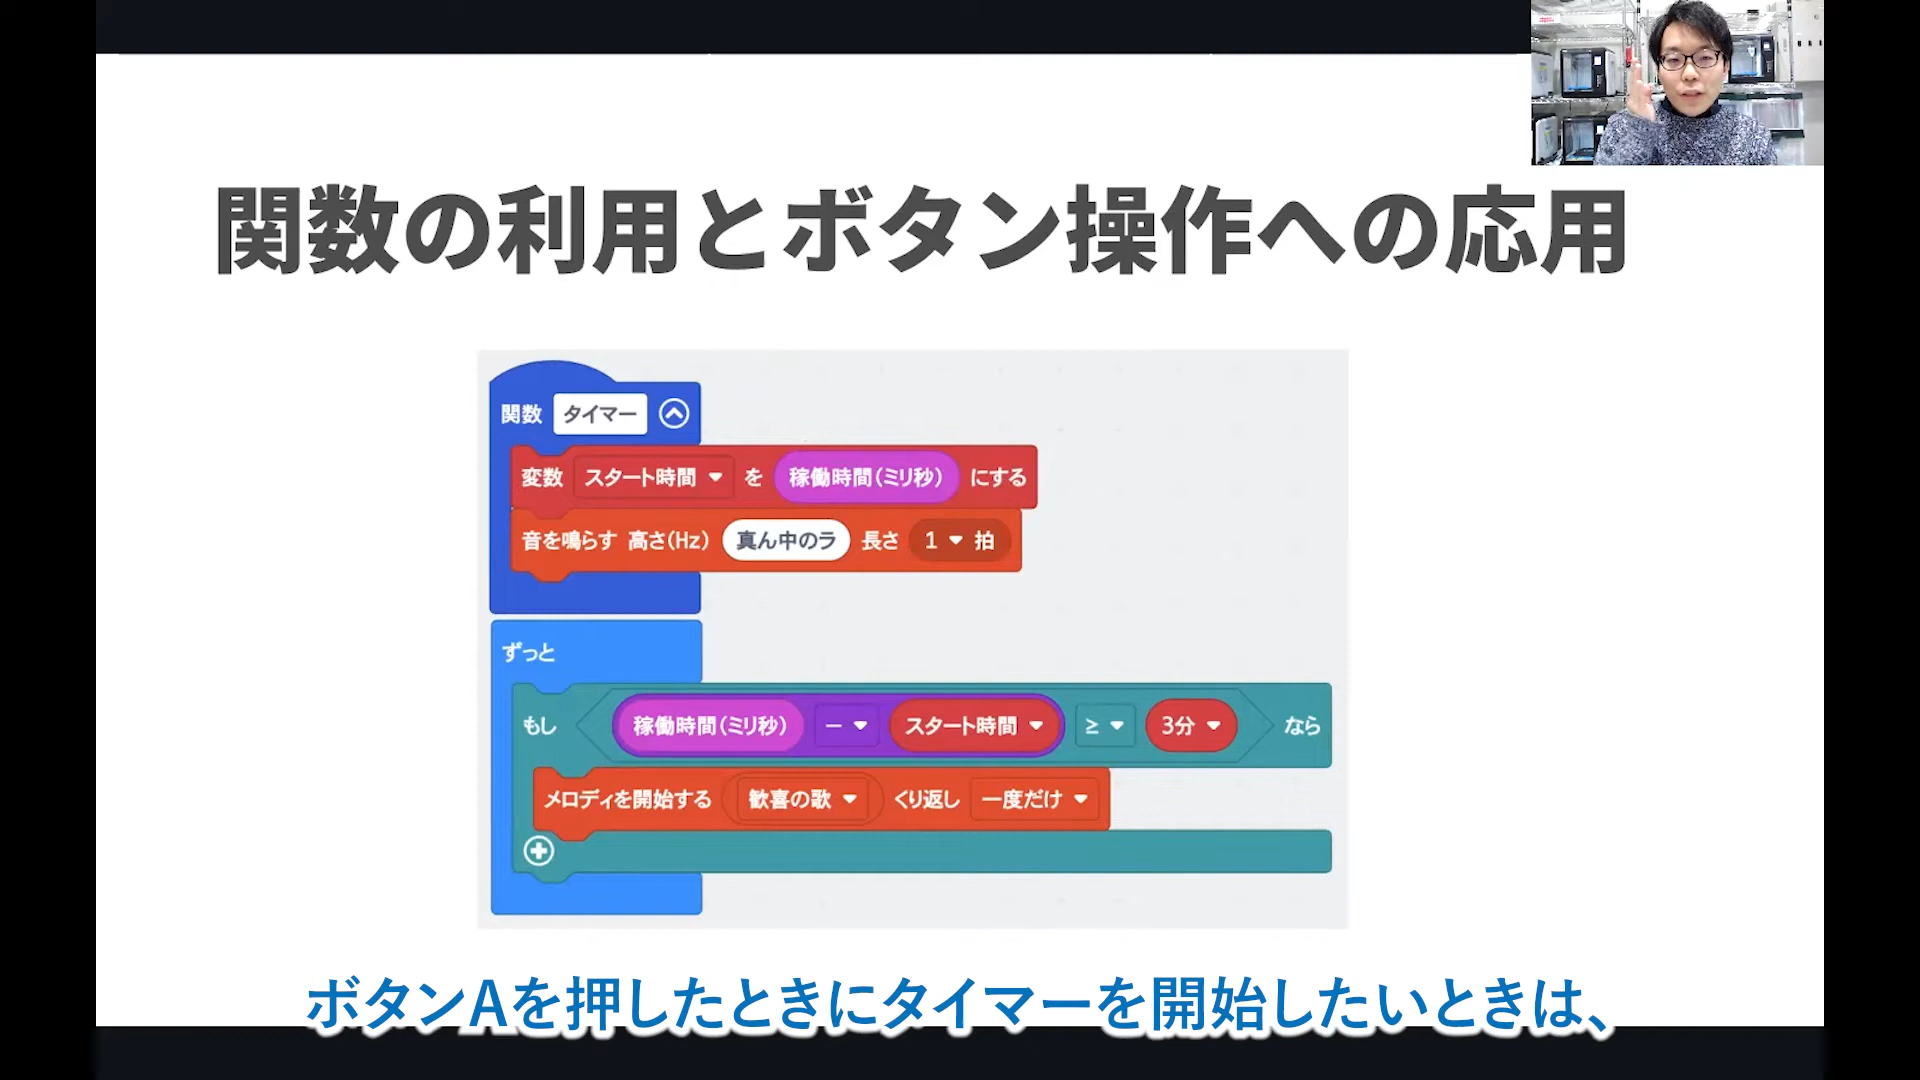 関数の利用とボタン操作への応用
関数 タイマー
変数 スタート時間 を 稼働時間(ミリ秒) にする
音を鳴らす 高さ(Hz) 真ん中のラ 長さ 1 拍
ずっと
もし 稼働時間(ミリ秒) − スタート時間 ≥ 3分 なら
メロディを開始する 歓喜の歌 くり返し 一度だけ
ボタンAを押したときにタイマーを開始したいときは、